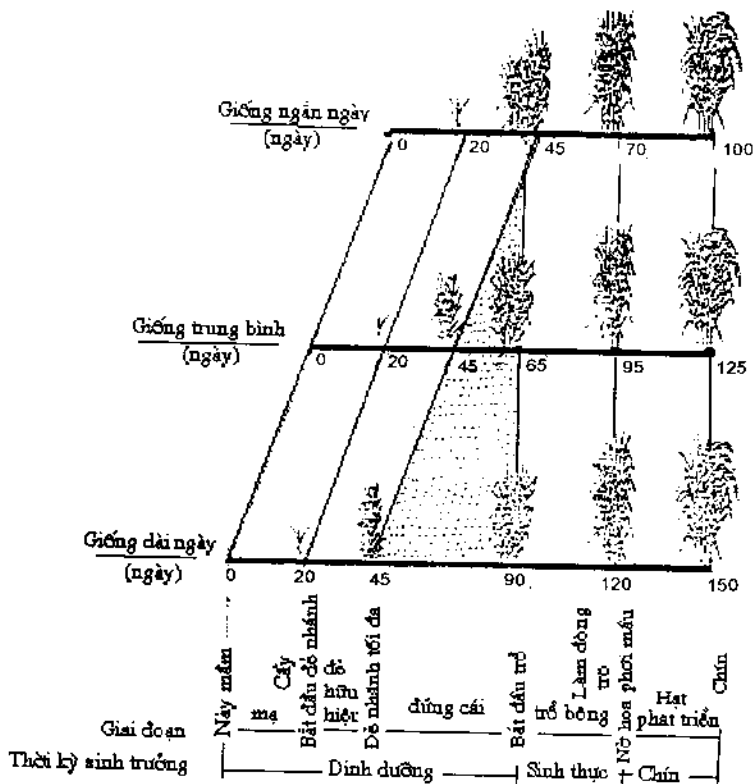 Giống ngắn ngày
(ngày)
0 20 45 70 100
Giống trung bình
(ngày)
0 20 45 65 95 125
Giống dài ngày
(ngày)
0 20 45 90 120 150
Nảy mầm
mạ
Cấy
Bắt đầu đẻ nhánh
đẻ hữu hiệt
Đẻ nhánh tối đa
đứng cái
Bắt đầu trổ
trổ bông
Làm đòng
trổ
Nở hoa phơi mầu
Hạt
phát triển
Chín
Giai đoạn
Thời kỳ sinh trưởng
Dinh dưỡng
Sinh thực
Chín